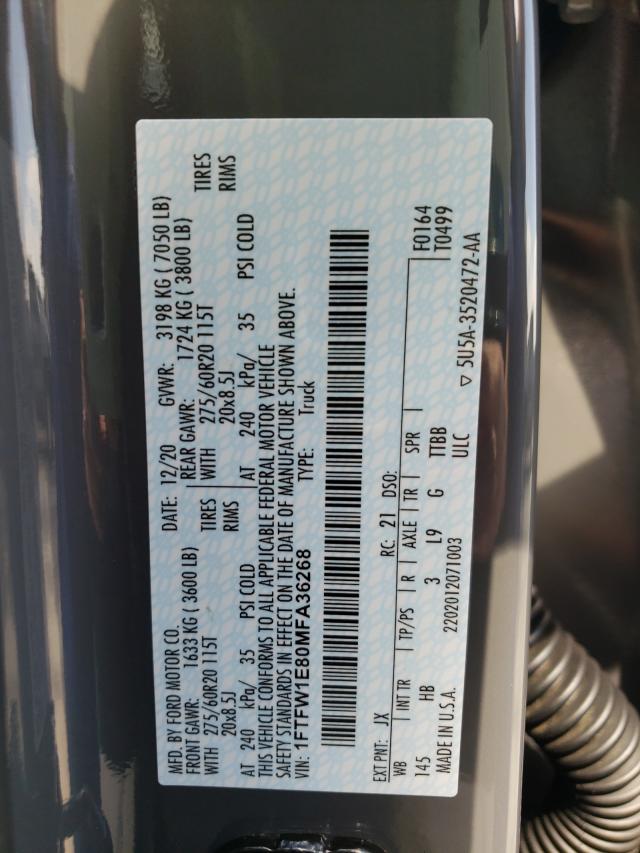 MFD. BY FORD MOTOR CO.
DATE: 12/20 GVWR: 3198 KG ( 7050 LB)
FRONT GAWR: 1633 KG ( 3600 LB)
REAR GAWR: 1724 KG ( 3800 LB)
WITH 275/60R20 115T TIRES
WITH 275/60R20 115T TIRES
20x8.5J RIMS
20x8.5J RIMS
AT 240 kPa/ 35 PSI COLD
AT 240 kPa/ 35 PSI COLD
THIS VEHICLE CONFORMS TO ALL APPLICABLE FEDERAL MOTOR VEHICLE
SAFETY STANDARDS IN EFFECT ON THE DATE OF MANUFACTURE SHOWN ABOVE.
VIN: 1FTFW1E80MFA36268 TYPE: Truck
EXT PNT: JX RC: 21 DSO: F0164
WB INT TR TP/PS R AXLE TR SPR T0499
145 HB 3 L9 G TTBB
ULC
MADE IN U.S.A. 2202012071003 ▽ 5U5A-3520472-AA